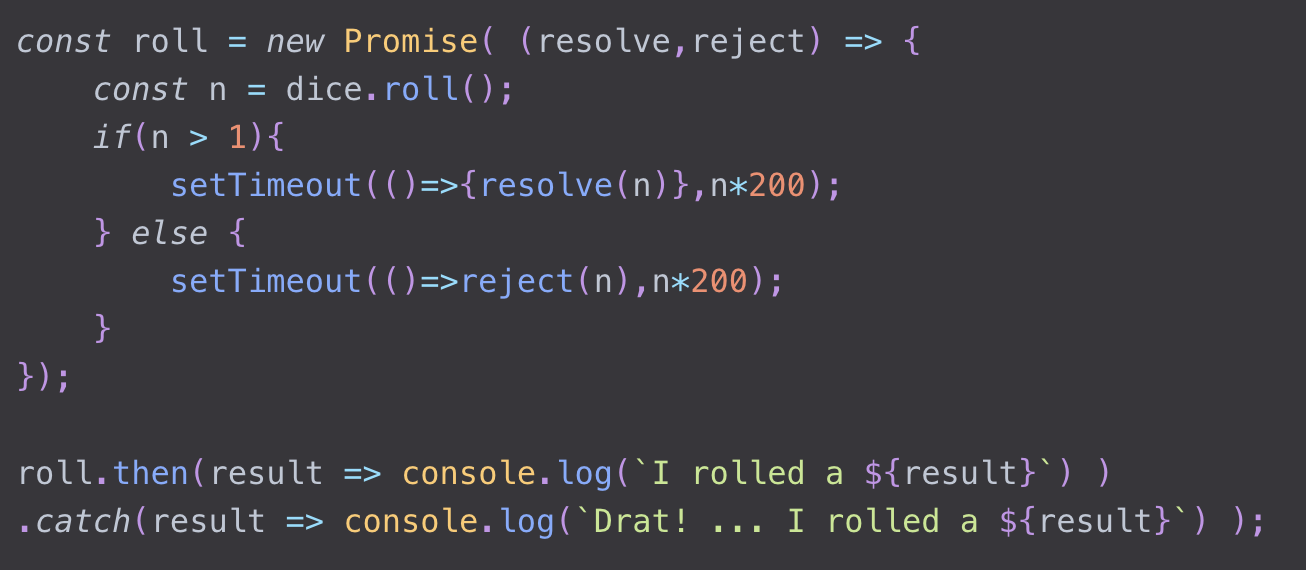 const roll = new Promise( (resolve,reject) => {
    const n = dice.roll();
    if(n > 1){
        setTimeout(()=>{resolve(n)},n*200);
    } else {
        setTimeout(()=>reject(n),n*200);
    }
});

roll.then(result => console.log(`I rolled a ${result}`) )
.catch(result => console.log(`Drat! ... I rolled a ${result}`) );